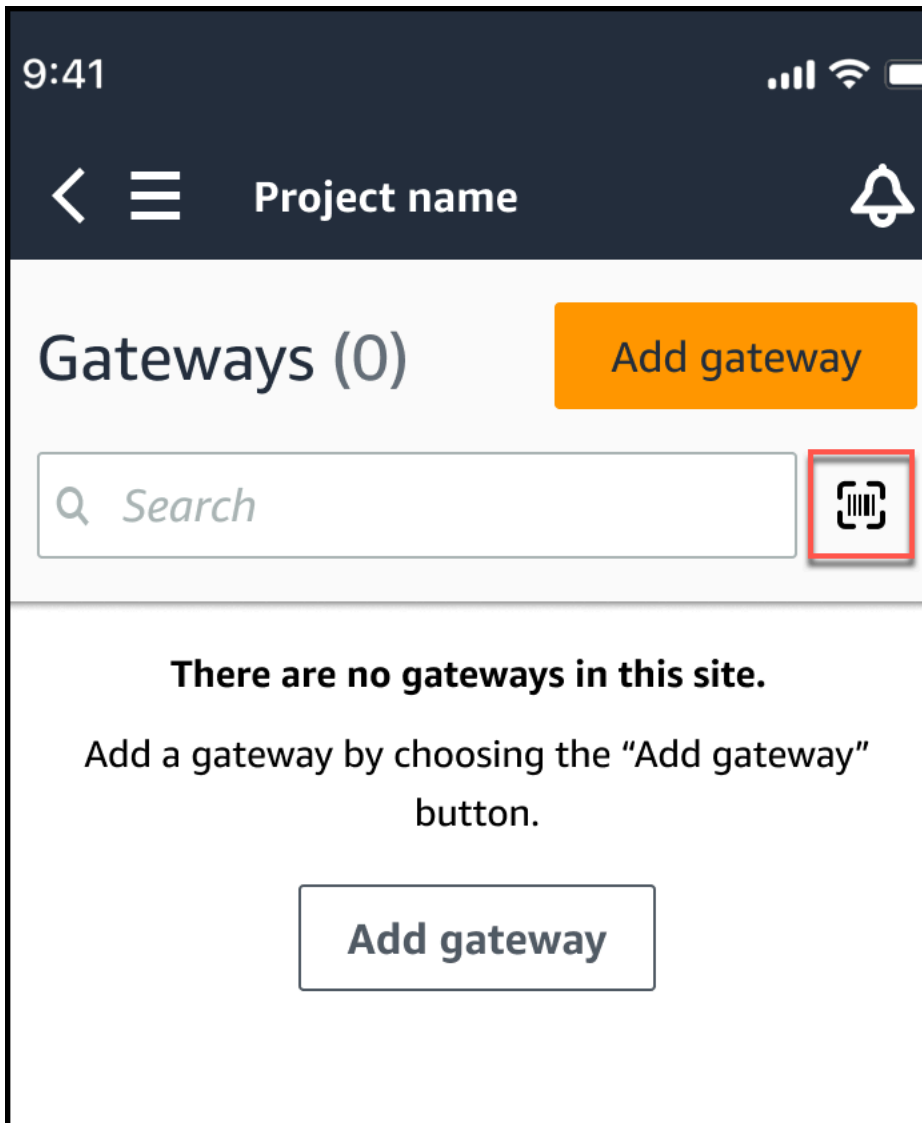 9:41
Project name
Gateways (0)
Add gateway
Search
There are no gateways in this site.
Add a gateway by choosing the “Add gateway”
button.
Add gateway